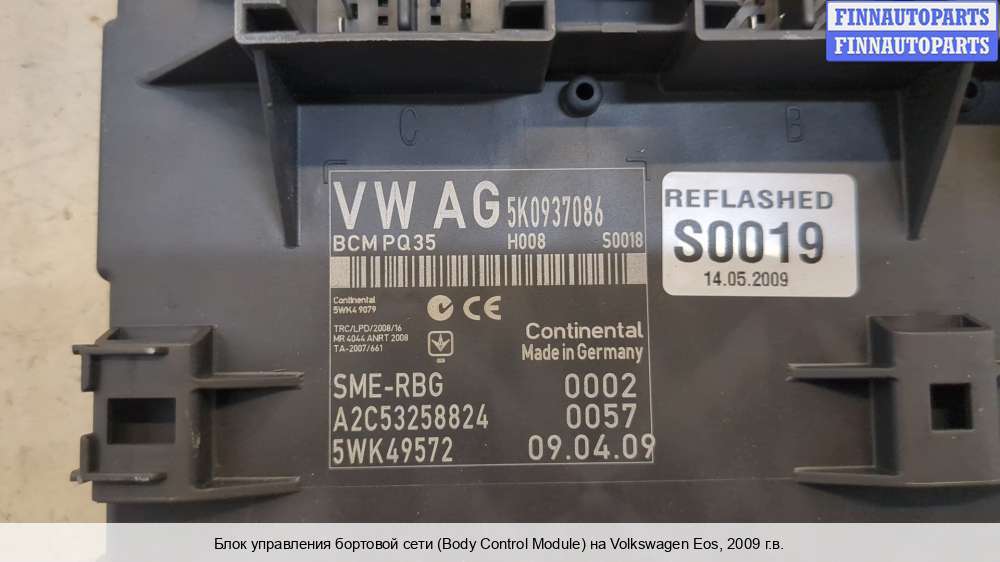 FINNAUTOPARTS
FINNAUTOPARTS
C
B
VW AG 5K0937086
BCM PQ35 H008 S0018
REFLASHED
S0019
14.05.2009
Continental
5WK4 9079
TRC/LPD/2008/16
MR 4044 ANRT 2008
TA-2007/661
CE
Continental
Made in Germany
SME-RBG 0002
A2C53258824 0057
5WK49572 09.04.09
Блок управления бортовой сети (Body Control Module) на Volkswagen Eos, 2009 г.в.